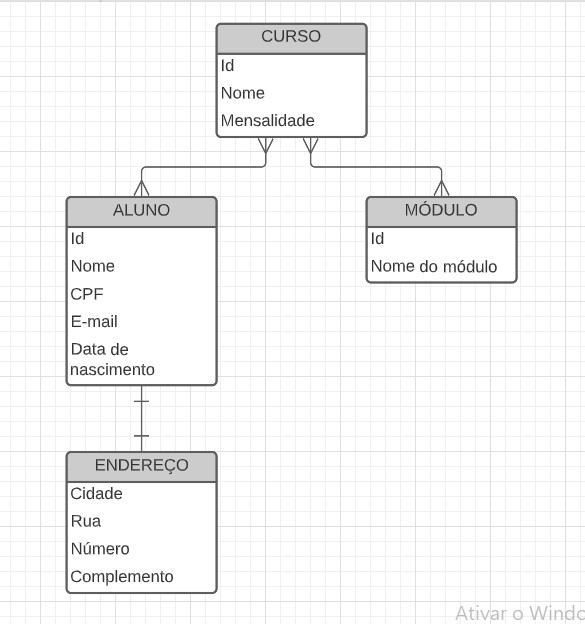 CURSO
Id
Nome
Mensalidade
ALUNO
Id
Nome
CPF
E-mail
Data de
nascimento
MÓDULO
Id
Nome do módulo
ENDEREÇO
Cidade
Rua
Número
Complemento
Ativar o Windo